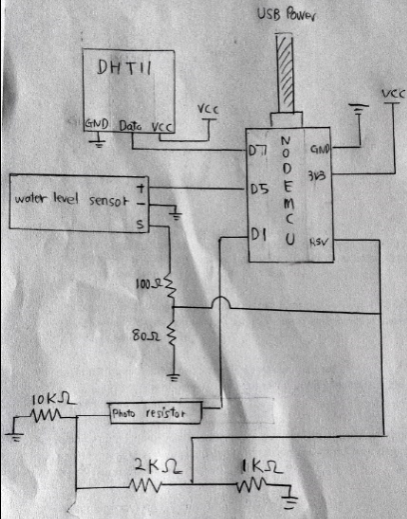 USB Power
DHT11
GND Data VCC
VCC
VCC
NODEMCU
D7
GND
3V3
D5
D1
RSV
water level sensor
+
-
S
100Ω
80Ω
10KΩ
Photo resistor
2KΩ
1KΩ